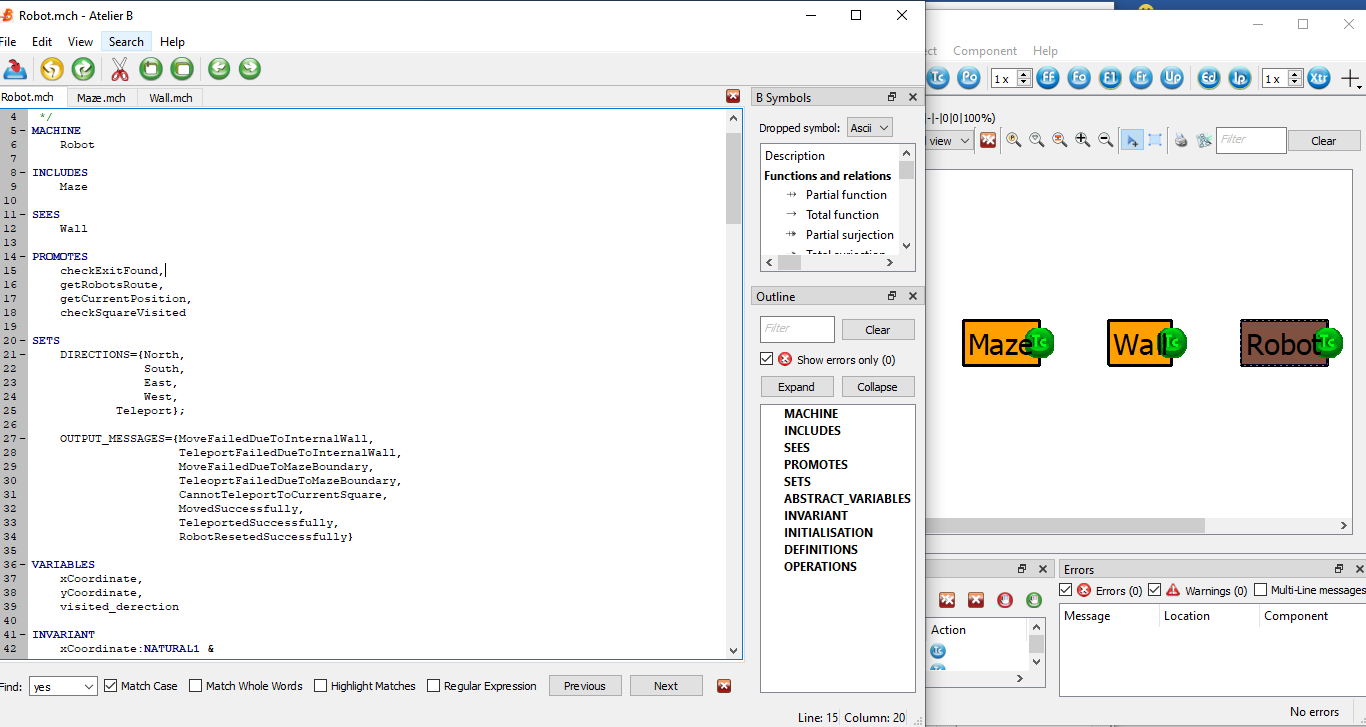 Robot.mch - Atelier B
File Edit View Search Help
Robot.mch Maze.mch Wall.mch
4 */
5 MACHINE
6 Robot
7
8 INCLUDES
9 Maze
10
11 SEES
12 Wall
13
14 PROMOTES
15 checkExitFound,
16 getRobotsRoute,
17 getCurrentPosition,
18 checkSquareVisited
19
20 SETS
21 DIRECTIONS={North,
22 South,
23 East,
24 West,
25 Teleport};
26
27 OUTPUT_MESSAGES={MoveFailedDueToInternalWall,
28 TeleportFailedDueToInternalWall,
29 MoveFailedDueToMazeBoundary,
30 TeleoprtFailedDueToMazeBoundary,
31 CannotTeleportToCurrentSquare,
32 MovedSuccessfully,
33 TeleportedSuccessfully,
34 RobotResetedSuccessfully}
35
36 VARIABLES
37 xCoordinate,
38 yCoordinate,
39 visited_derection
40
41 INVARIANT
42 xCoordinate:NATURAL1 &
Find: yes Match Case Match Whole Words Highlight Matches Regular Expression Previous Next
Line: 15 Column: 20
B Symbols
Dropped symbol: Ascii
Description
Functions and relations
Partial function
Total function
Partial surjection
Total surjection
Outline
Filter Clear
Show errors only (0)
Expand Collapse
MACHINE
INCLUDES
SEES
PROMOTES
SETS
ABSTRACT_VARIABLES
INVARIANT
INITIALISATION
DEFINITIONS
OPERATIONS
ect Component Help
Tc Po 1 x FF Fo F1 Fr Up Ed Ip 1 x Xtr
-|-|0|0|100%)
l view Filter Clear
Maze Tc Wall Tc Robot Tc
Action
Tc
Errors
Errors (0) Warnings (0) Multi-Line messages
Message Location Component
No errors